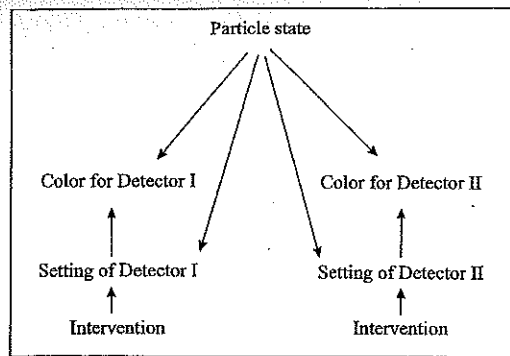 Particle state
Color for Detector I Color for Detector II
Setting of Detector I Setting of Detector II
Intervention Intervention